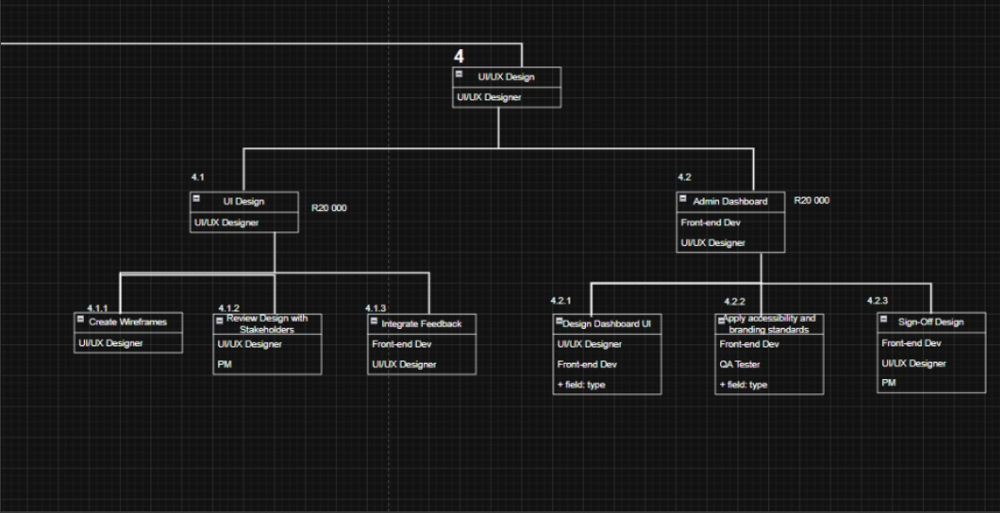 4
UI/UX Design
UI/UX Designer
4.1
UI Design
R20 000
UI/UX Designer
4.2
Admin Dashboard
R20 000
Front-end Dev
UI/UX Designer
4.1.1
Create Wireframes
UI/UX Designer
4.1.2
Review Design with
Stakeholders
UI/UX Designer
PM
4.1.3
Integrate Feedback
Front-end Dev
UI/UX Designer
4.2.1
Design Dashboard UI
UI/UX Designer
Front-end Dev
+ field: type
4.2.2
Apply accessibility and
branding standards
Front-end Dev
QA Tester
+ field: type
4.2.3
Sign-Off Design
Front-end Dev
UI/UX Designer
PM